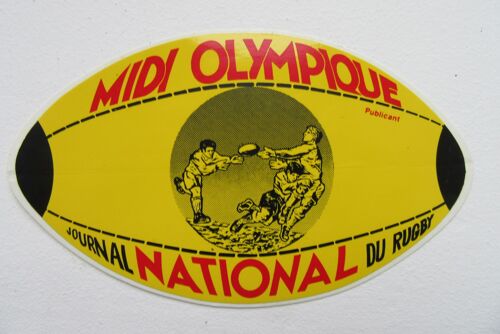 MIDI OLYMPIQUE
Publicant
JOURNAL NATIONAL DU RUGBY